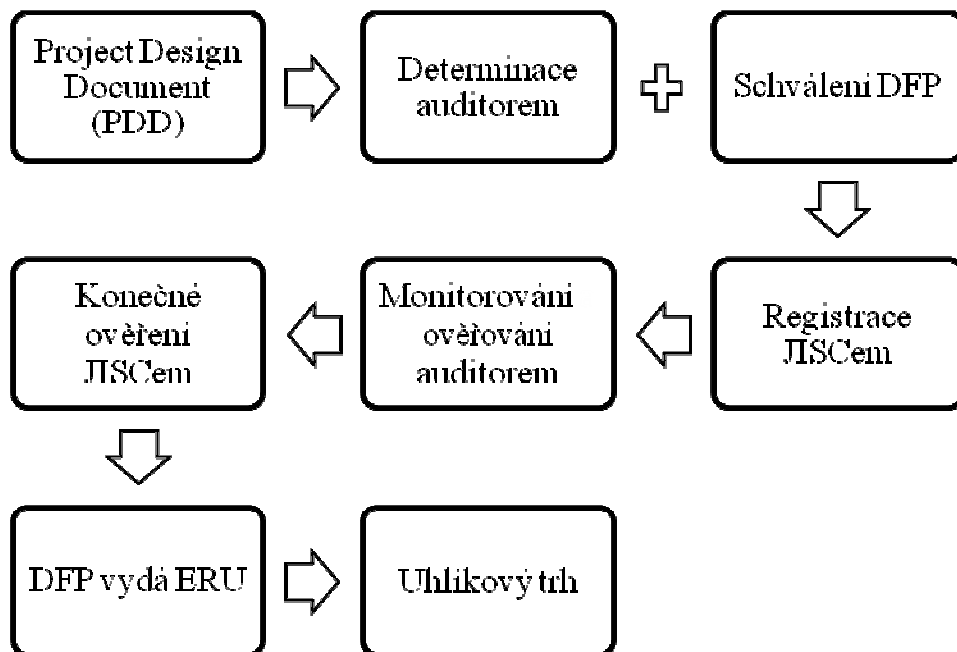 Project Design
Document
(PDD)
Determinace
auditorem
Schválení DFP
Registrace
JISCem
Monitorování
ověřování
auditorem
Konečné
ověření
JISCem
DFP vydá ERU
Uhlíkový trh